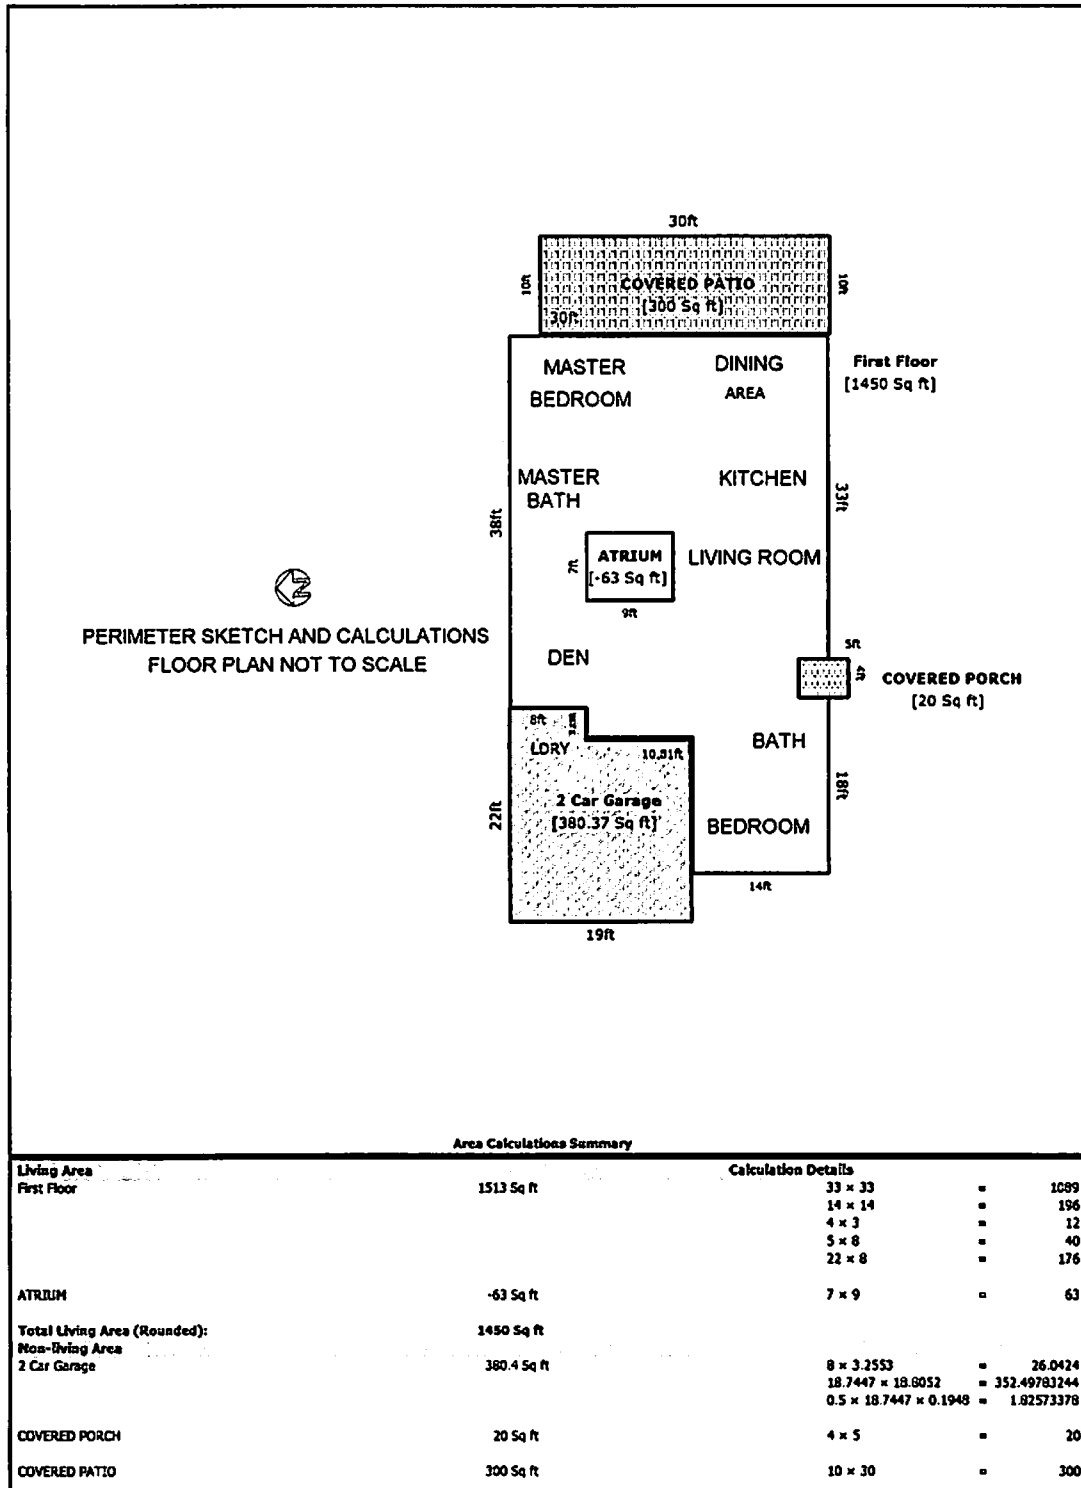 30ft
10ft
COVERED PATIO
[300 Sq ft]
10ft
30ft
MASTER
BEDROOM
DINING
AREA
First Floor
[1450 Sq ft]
MASTER
BATH
KITCHEN
38ft
33ft
ATRIUM
[-63 Sq ft]
7ft
9ft
LIVING ROOM
PERIMETER SKETCH AND CALCULATIONS
FLOOR PLAN NOT TO SCALE
DEN
5ft
4ft
COVERED PORCH
[20 Sq ft]
8ft
LDRY
10.91ft
BATH
2 Car Garage
[380.37 Sq ft]
22ft
18ft
BEDROOM
14ft
19ft
Area Calculations Summary
Living Area Calculation Details
First Floor 1513 Sq ft 33 × 33 = 1089
14 × 14 = 196
4 × 3 = 12
5 × 8 = 40
22 × 8 = 176
ATRIUM -63 Sq ft 7 × 9 = 63
Total Living Area (Rounded): 1450 Sq ft
Non-living Area
2 Car Garage 380.4 Sq ft 8 × 3.2553 = 26.0424
18.7447 × 18.8052 = 352.49783244
0.5 × 18.7447 × 0.1948 = 1.82573378
COVERED PORCH 20 Sq ft 4 × 5 = 20
COVERED PATIO 300 Sq ft 10 × 30 = 300